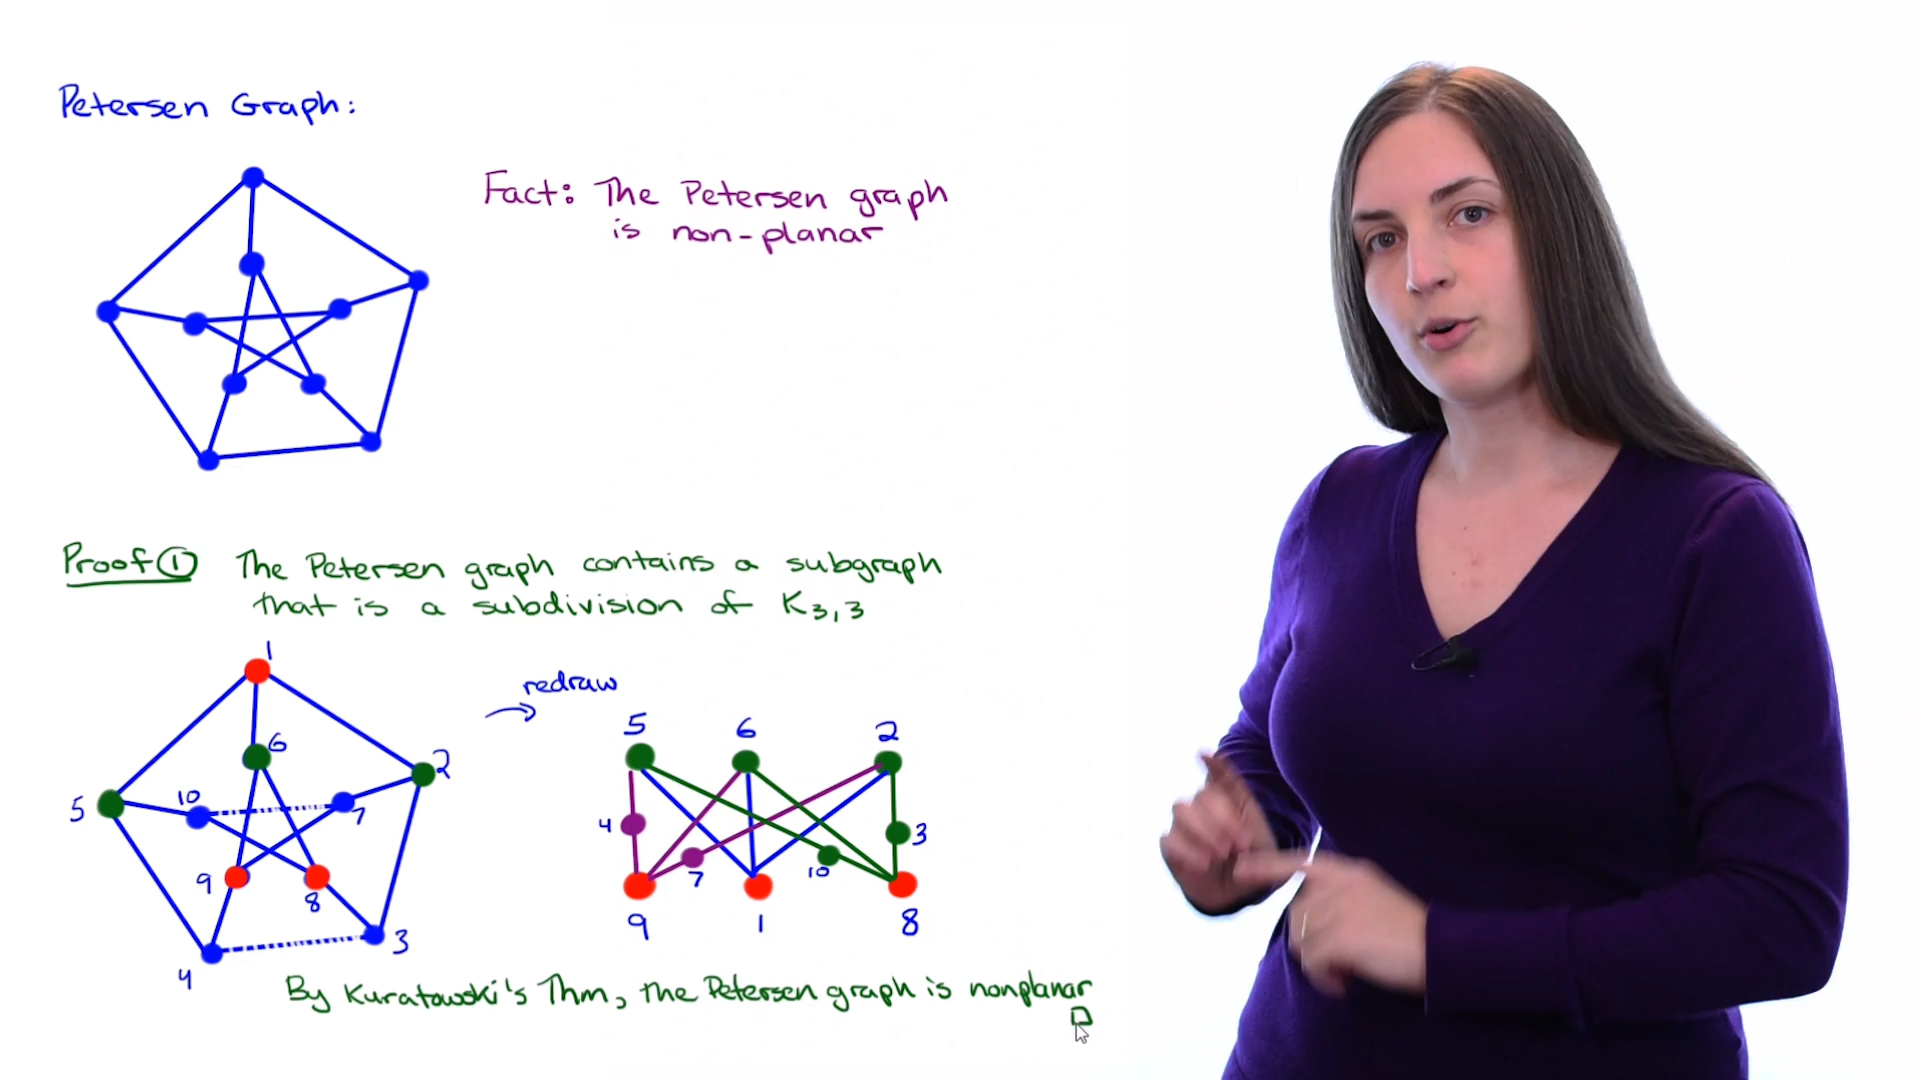 Petersen Graph:
Fact: The Petersen graph
is non-planar
Proof ① The Petersen graph contains a subgraph
that is a subdivision of K3,3
1
6
2
5
10
7
9
8
3
4
redraw
5 6 2
4 3
7 10
9 1 8
By Kuratowski's Thm, the Petersen graph is nonplanar